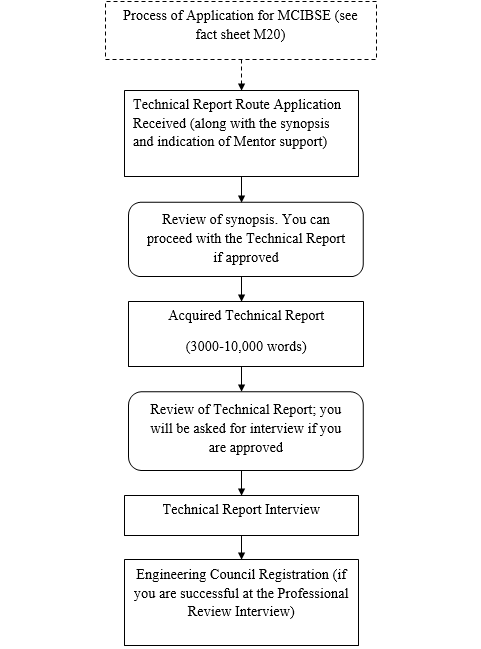 Process of Application for MCIBSE (see
fact sheet M20)
Technical Report Route Application
Received (along with the synopsis
and indication of Mentor support)
Review of synopsis. You can
proceed with the Technical Report
if approved
Acquired Technical Report
(3000-10,000 words)
Review of Technical Report; you
will be asked for interview if you
are approved
Technical Report Interview
Engineering Council Registration (if
you are successful at the Professional
Review Interview)